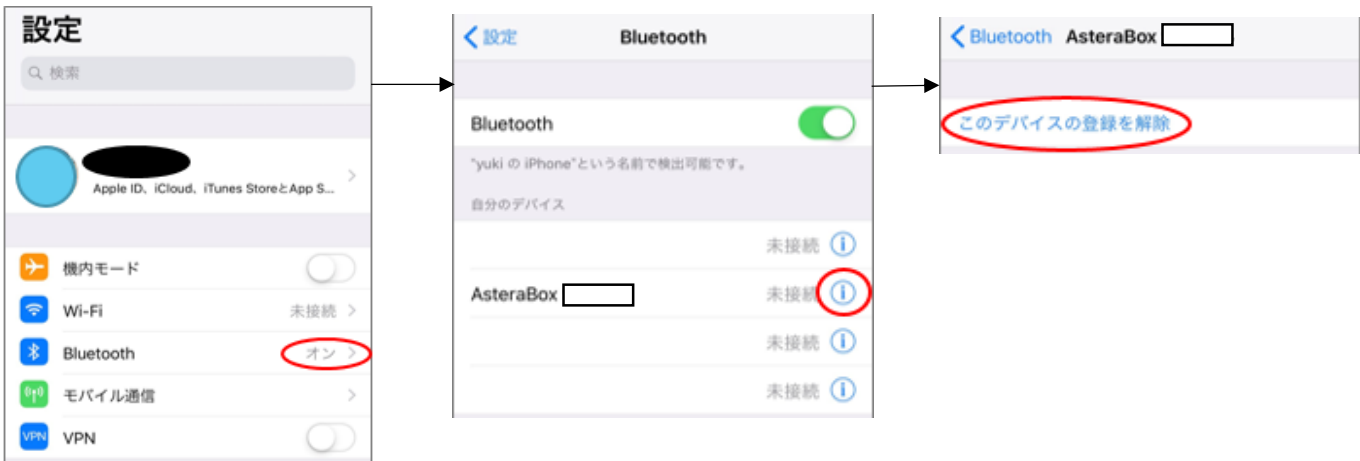 設定
検索
Apple ID、iCloud、iTunes StoreとApp S...
機内モード
Wi-Fi 未接続
Bluetooth オン
モバイル通信
VPN VPN
設定 Bluetooth
Bluetooth
"yuki の iPhone"という名前で検出可能です。
自分のデバイス
未接続
AsteraBox 未接続
未接続
未接続
Bluetooth AsteraBox
このデバイスの登録を解除